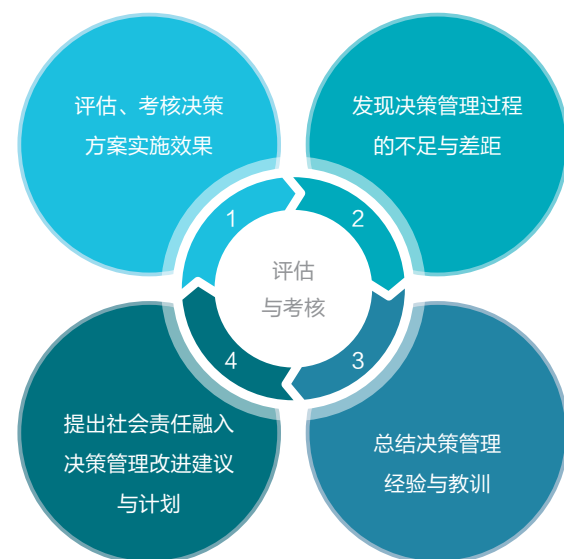 评估、考核决策
方案实施效果
发现决策管理过程
的不足与差距
1
2
评估
与考核
4
3
提出社会责任融入
决策管理改进建议
与计划
总结决策管理
经验与教训